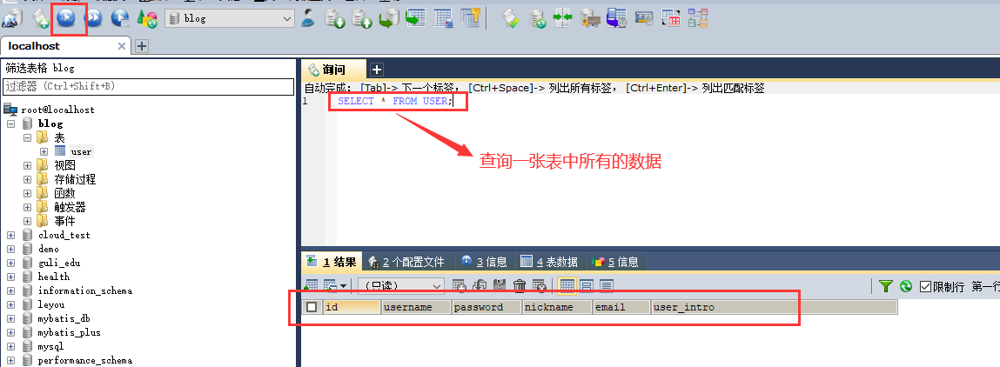 blog
localhost
筛选表格 blog
过滤器 (Ctrl+Shift+B)
root@localhost
blog
表
user
视图
存储过程
函数
触发器
事件
cloud_test
demo
guli_edu
health
information_schema
leyou
mybatis_db
mybatis_plus
mysql
performance_schema
询问
自动完成： [Tab]-> 下一个标签， [Ctrl+Space]-> 列出所有标签， [Ctrl+Enter]-> 列出匹配标签
1 SELECT * FROM USER;
查询一张表中所有的数据
1 结果 2 个配置文件 3 信息 4 表数据 5 信息
(只读) 限制行 第一行
id username password nickname email user_intro